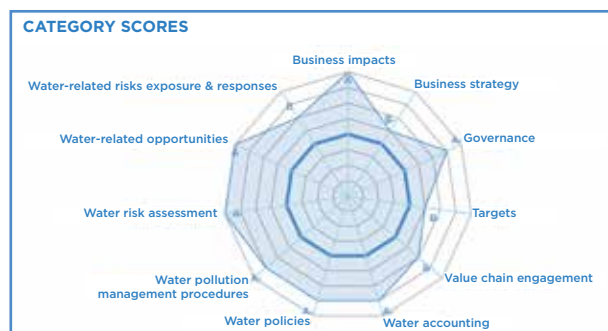 CATEGORY SCORES
Business impacts
Water-related risks exposure & responses
Business strategy
Water-related opportunities
Governance
Water risk assessment
Targets
Water pollution
management procedures
Value chain engagement
Water policies
Water accounting